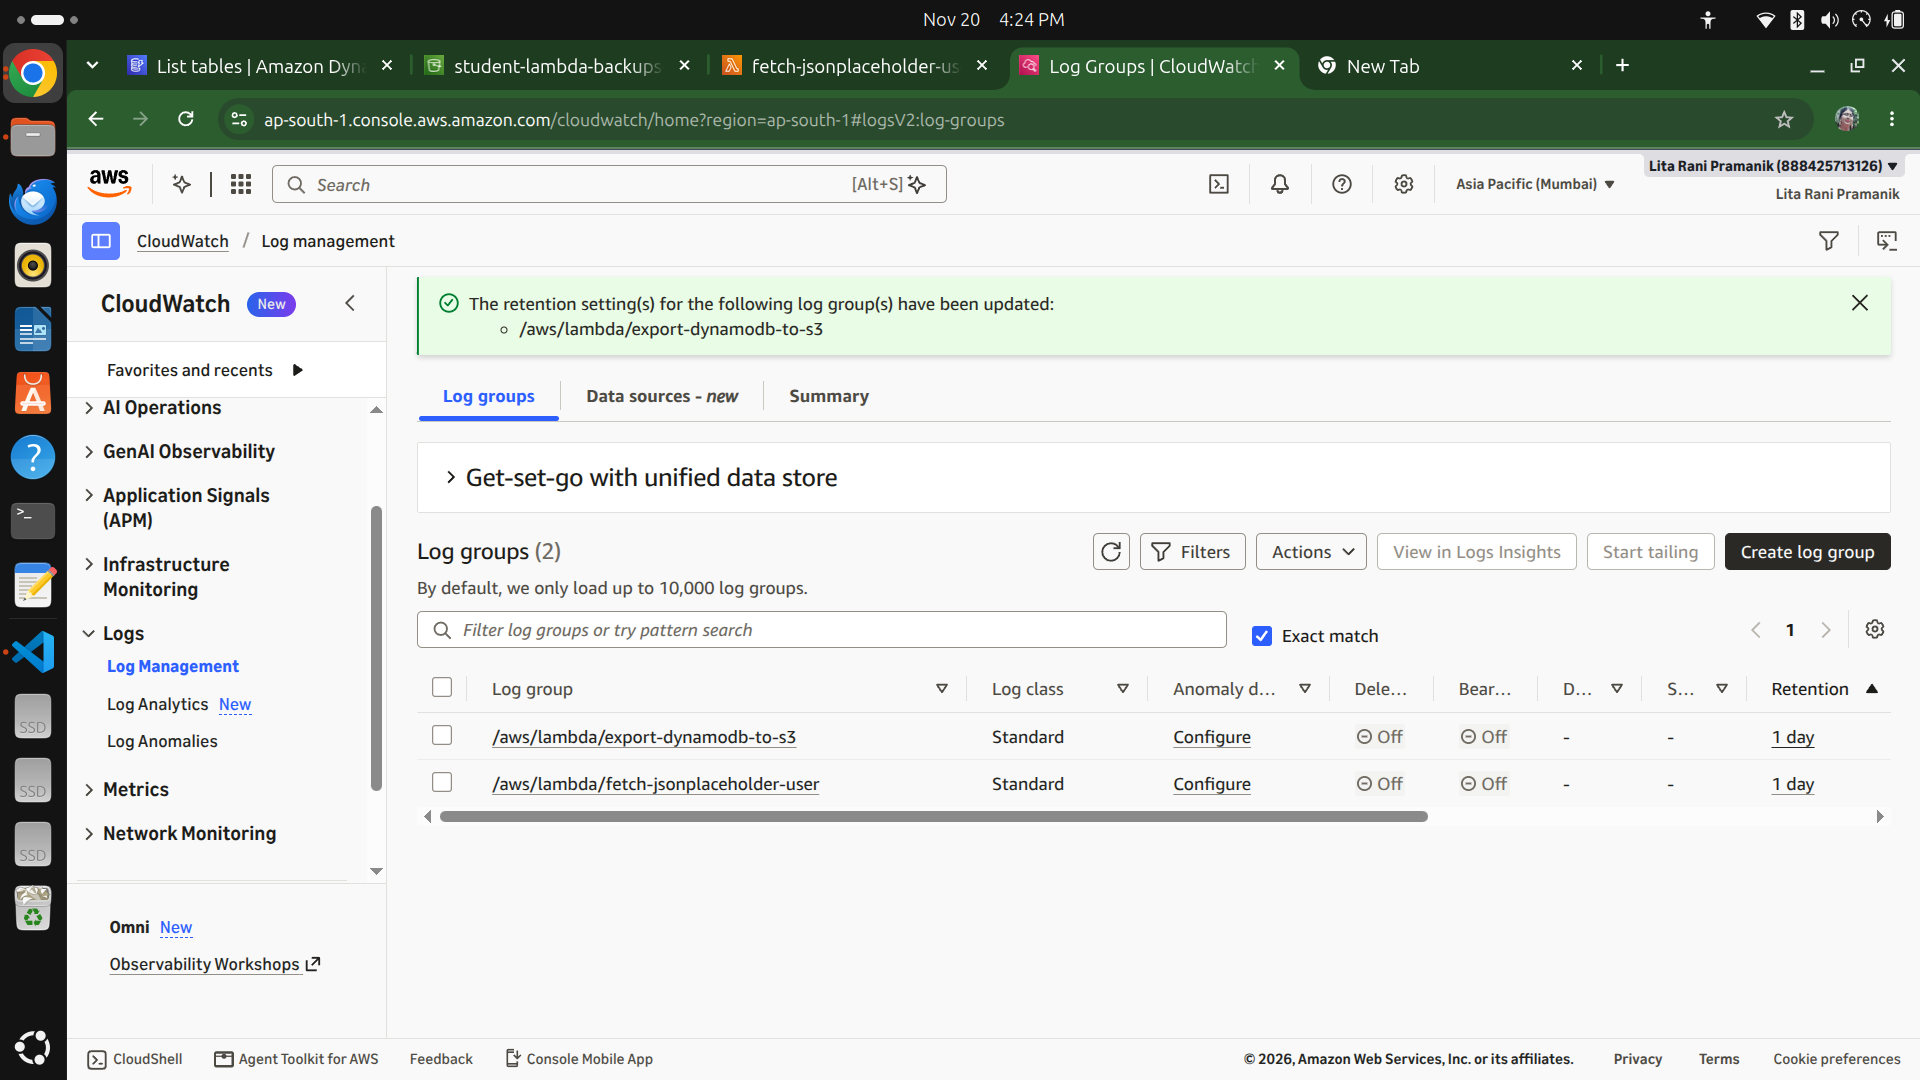 Nov 20 4:24 PM
List tables | Amazon Dyna
student-lambda-backups
fetch-jsonplaceholder-us
Log Groups | CloudWatch
New Tab
ap-south-1.console.aws.amazon.com/cloudwatch/home?region=ap-south-1#logsV2:log-groups
aws
Search
[Alt+S]
Asia Pacific (Mumbai)
Lita Rani Pramanik (888425713126)
Lita Rani Pramanik
CloudWatch / Log management
CloudWatch New
Favorites and recents
AI Operations
GenAI Observability
Application Signals
(APM)
Infrastructure
Monitoring
Logs
Log Management
Log Analytics New
Log Anomalies
Metrics
Network Monitoring
Omni New
Observability Workshops
The retention setting(s) for the following log group(s) have been updated:
/aws/lambda/export-dynamodb-to-s3
Log groups
Data sources - new
Summary
Get-set-go with unified data store
Log groups (2)
Filters
Actions
View in Logs Insights
Start tailing
Create log group
By default, we only load up to 10,000 log groups.
Filter log groups or try pattern search
Exact match
1
Log group Log class Anomaly d... Dele... Bear... D... S... Retention
/aws/lambda/export-dynamodb-to-s3 Standard Configure Off Off - - 1 day
/aws/lambda/fetch-jsonplaceholder-user Standard Configure Off Off - - 1 day
SSD
SSD
SSD
CloudShell
Agent Toolkit for AWS
Feedback
Console Mobile App
© 2026, Amazon Web Services, Inc. or its affiliates.
Privacy
Terms
Cookie preferences